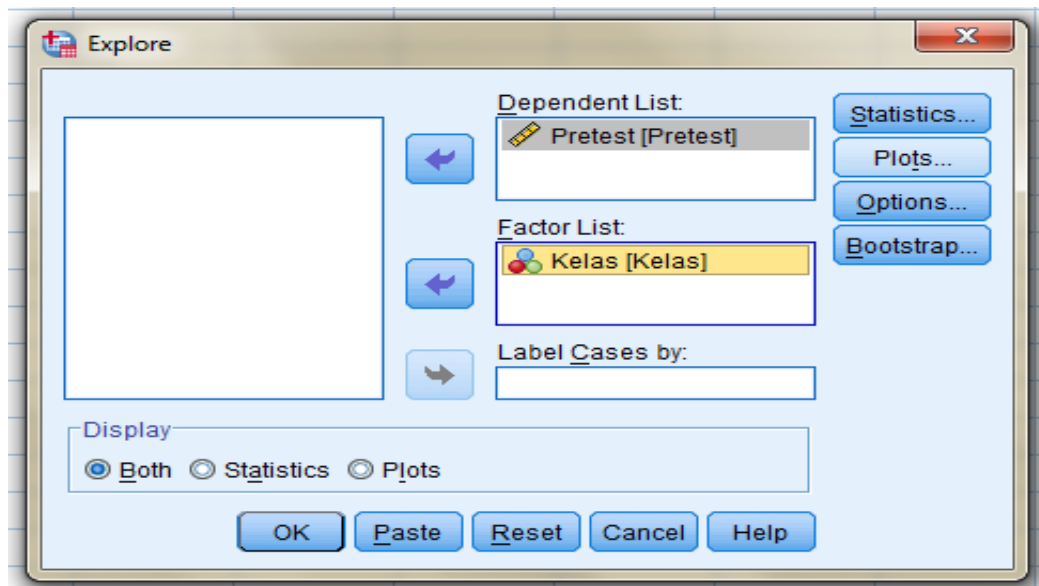 Explore
Dependent List:
Pretest [Pretest]
Factor List:
Kelas [Kelas]
Label Cases by:
Statistics...
Plots...
Options...
Bootstrap...
Display
Both Statistics Plots
OK Paste Reset Cancel Help